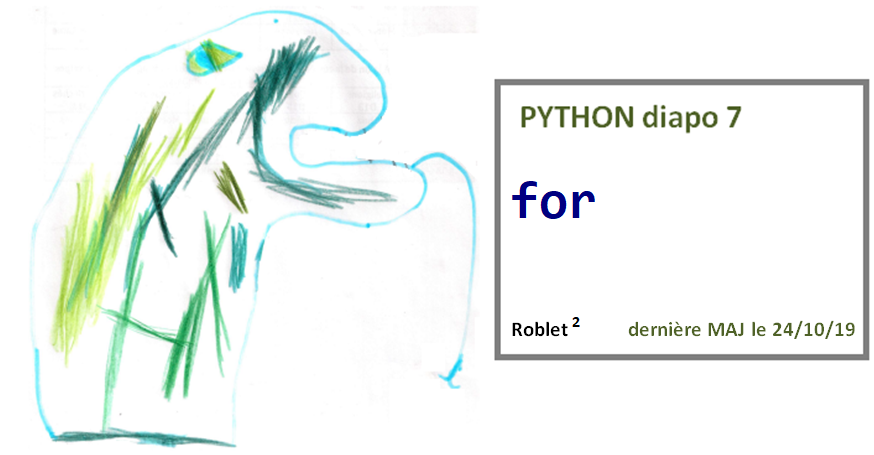 PYTHON diapo 7
for
Roblet ² dernière MAJ le 24/10/19